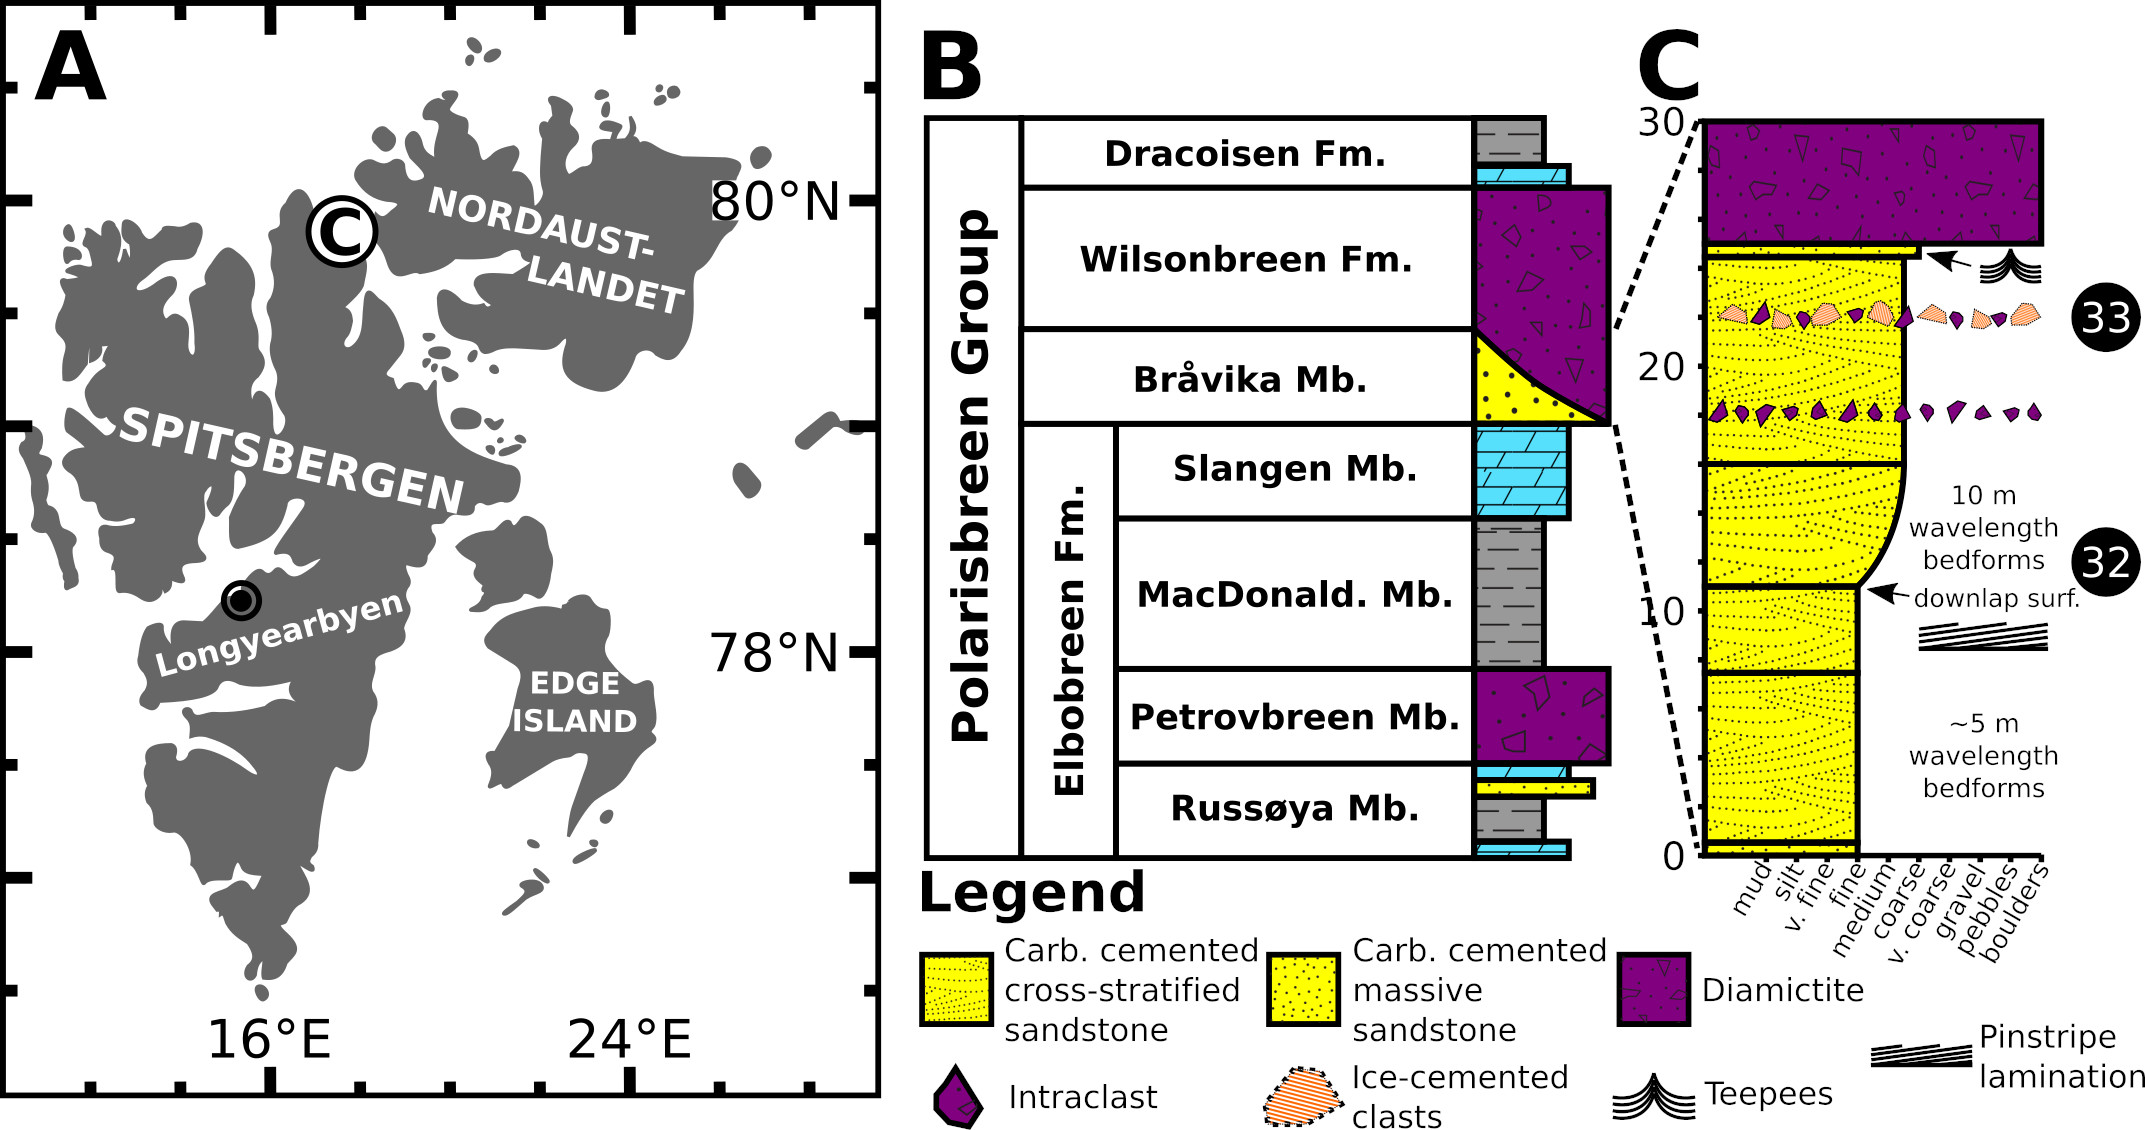 A
80°N
C
NORDAUST-
LANDET
SPITSBERGEN
Longyearbyen
78°N
EDGE
ISLAND
16°E
24°E
B
Polarisbreen Group
Dracoisen Fm.
Wilsonbreen Fm.
Bråvika Mb.
Elbobreen Fm.
Slangen Mb.
MacDonald. Mb.
Petrovbreen Mb.
Russøya Mb.
C
30
20
10
0
33
10 m
wavelength
bedforms
32
downlap surf.
~5 m
wavelength
bedforms
mud
silt
v. fine
fine
medium
coarse
v. coarse
gravel
pebbles
boulders
Legend
Carb. cemented
cross-stratified
sandstone
Carb. cemented
massive
sandstone
Diamictite
Intraclast
Ice-cemented
clasts
Teepees
Pinstripe
lamination